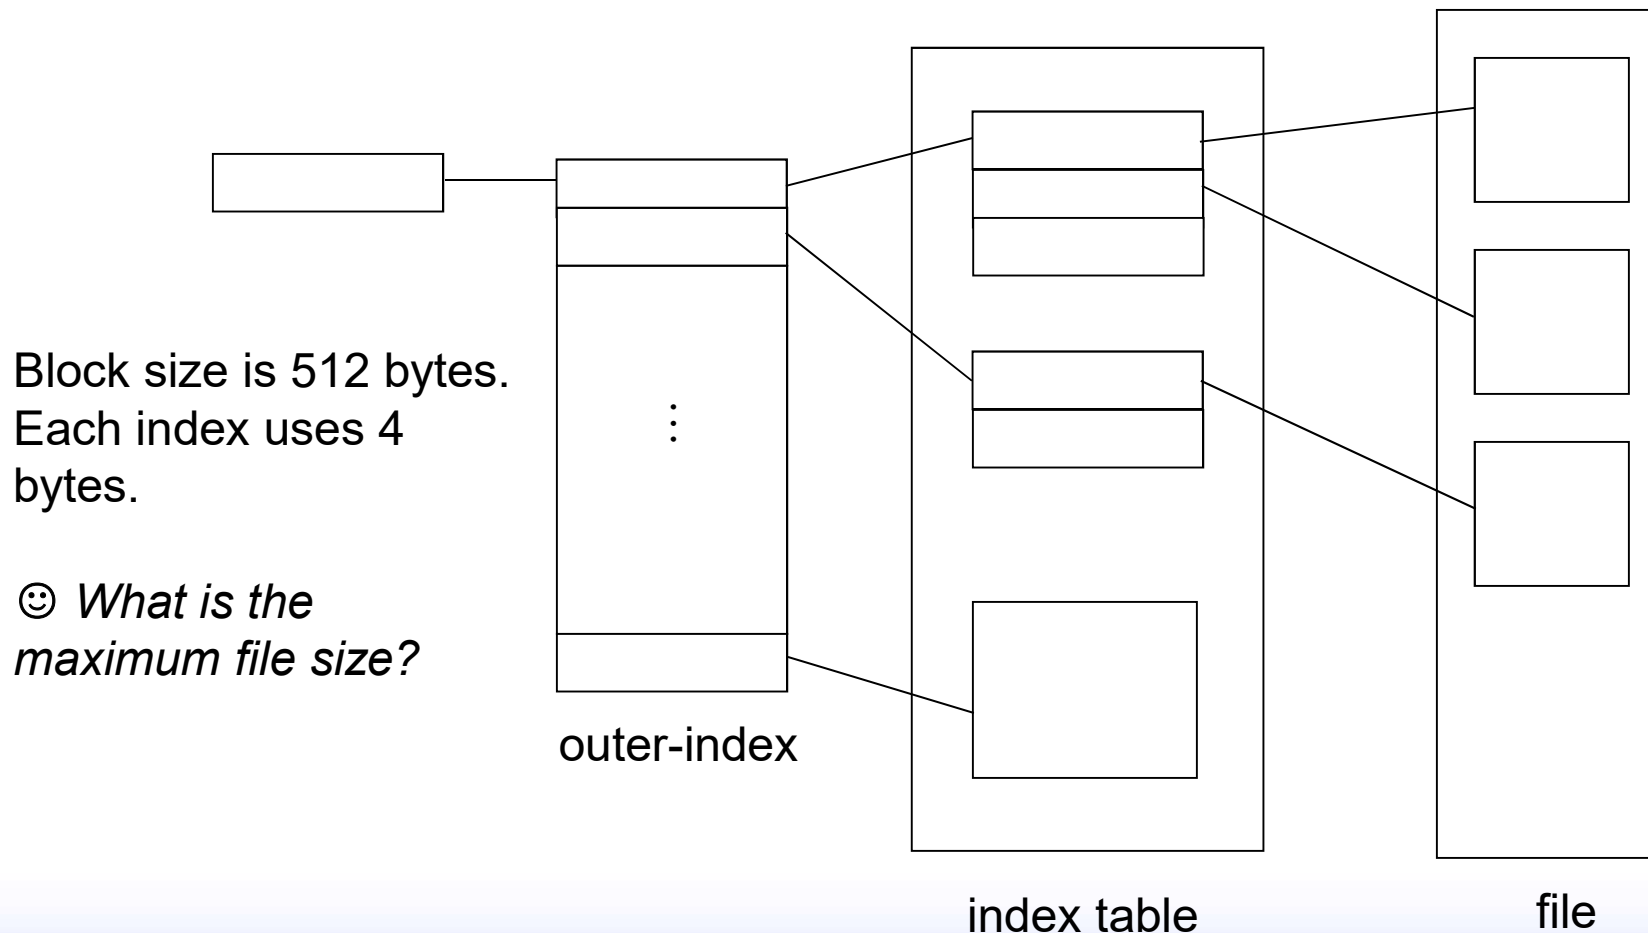 Block size is 512 bytes.
Each index uses 4
bytes.
☺ What is the
maximum file size?
⋮
outer-index
index table
file